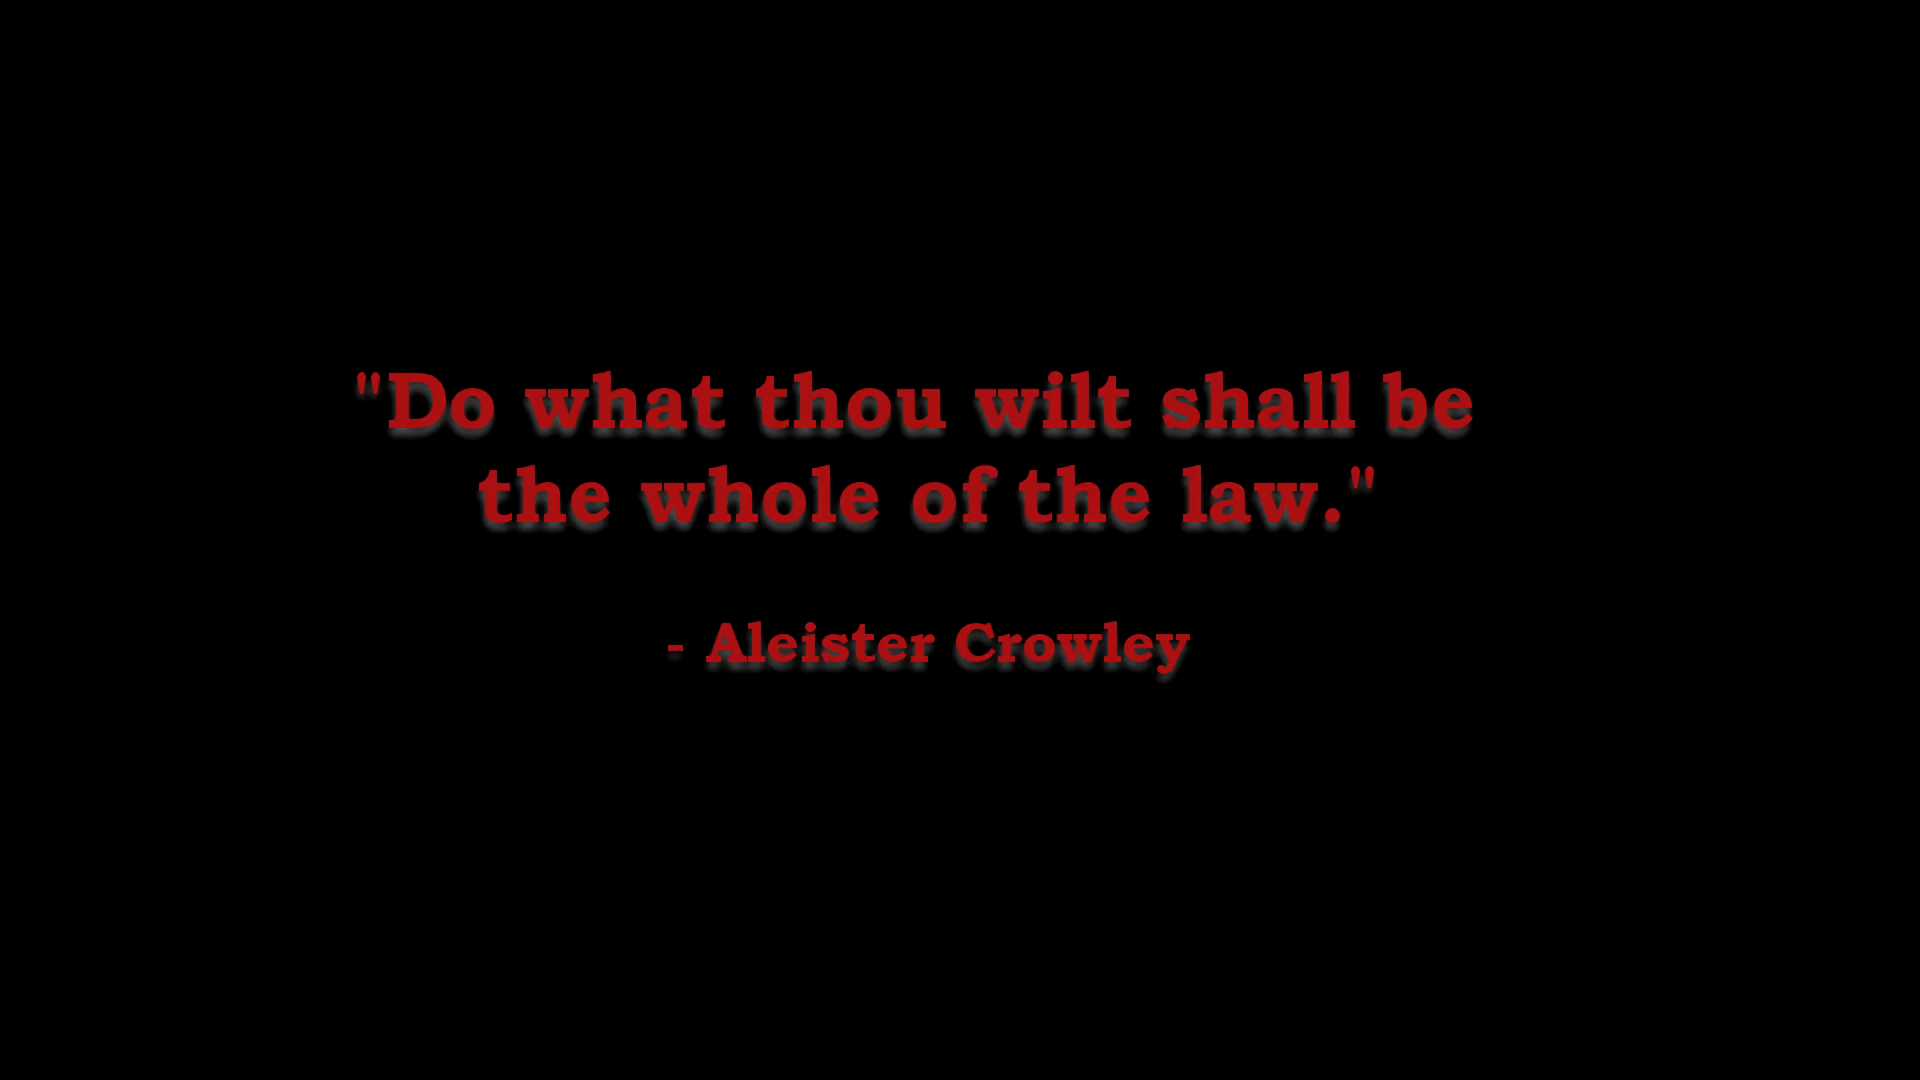 "Do what thou wilt shall be
the whole of the law."
- Aleister Crowley